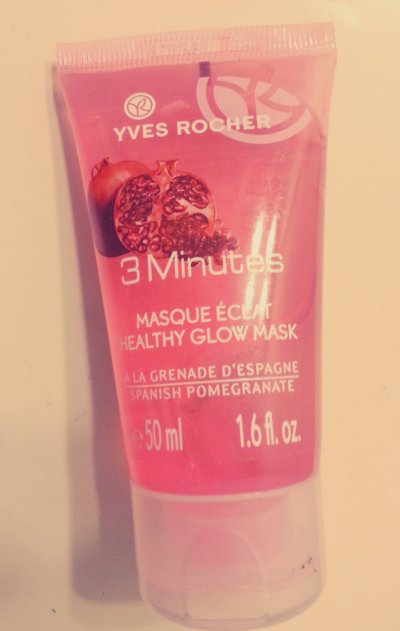 YVES ROCHER
3 Minutes
MASQUE ÉCLAT
HEALTHY GLOW MASK
À LA GRENADE D'ESPAGNE
SPANISH POMEGRANATE
e 50 ml 1.6 fl. oz.